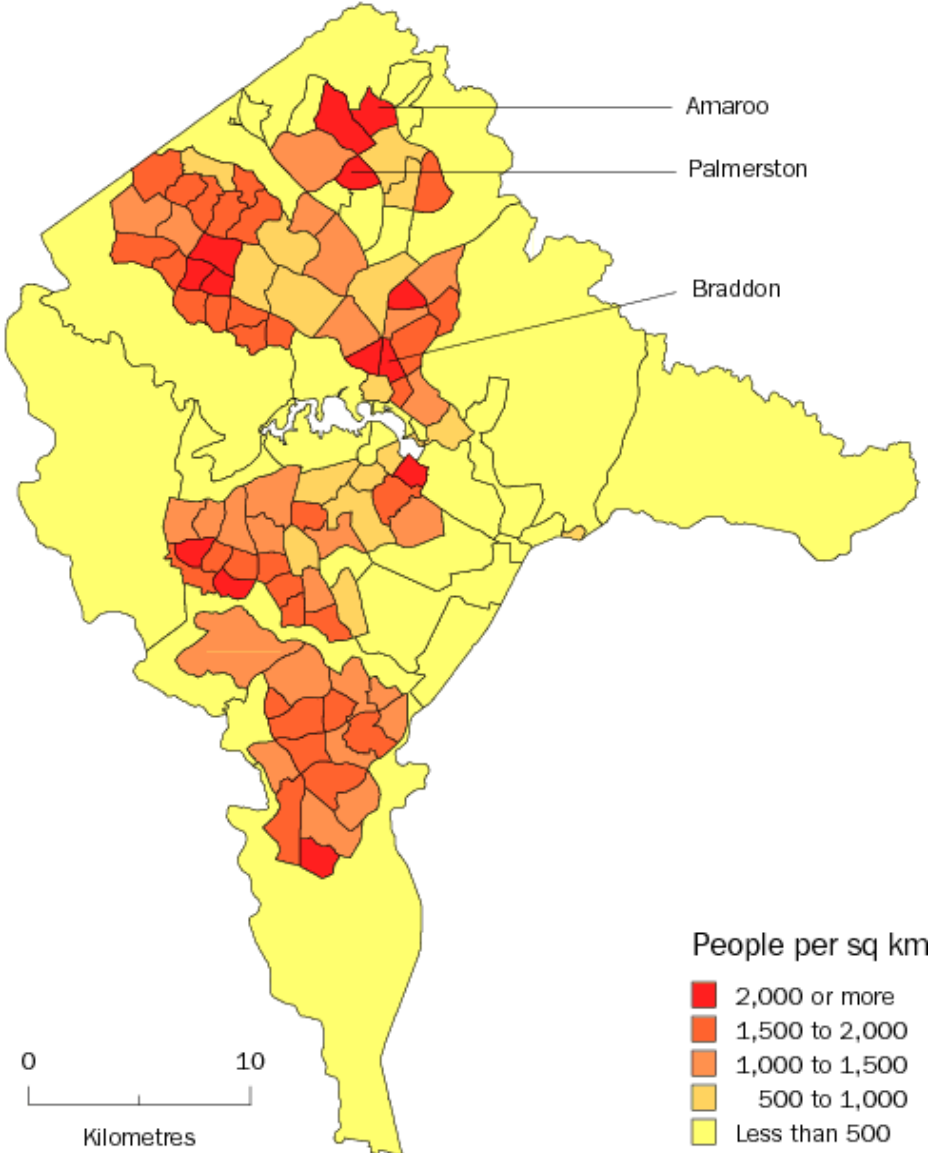 Amaroo
Palmerston
Braddon
People per sq km
2,000 or more
1,500 to 2,000
1,000 to 1,500
500 to 1,000
Less than 500
0 10
Kilometres